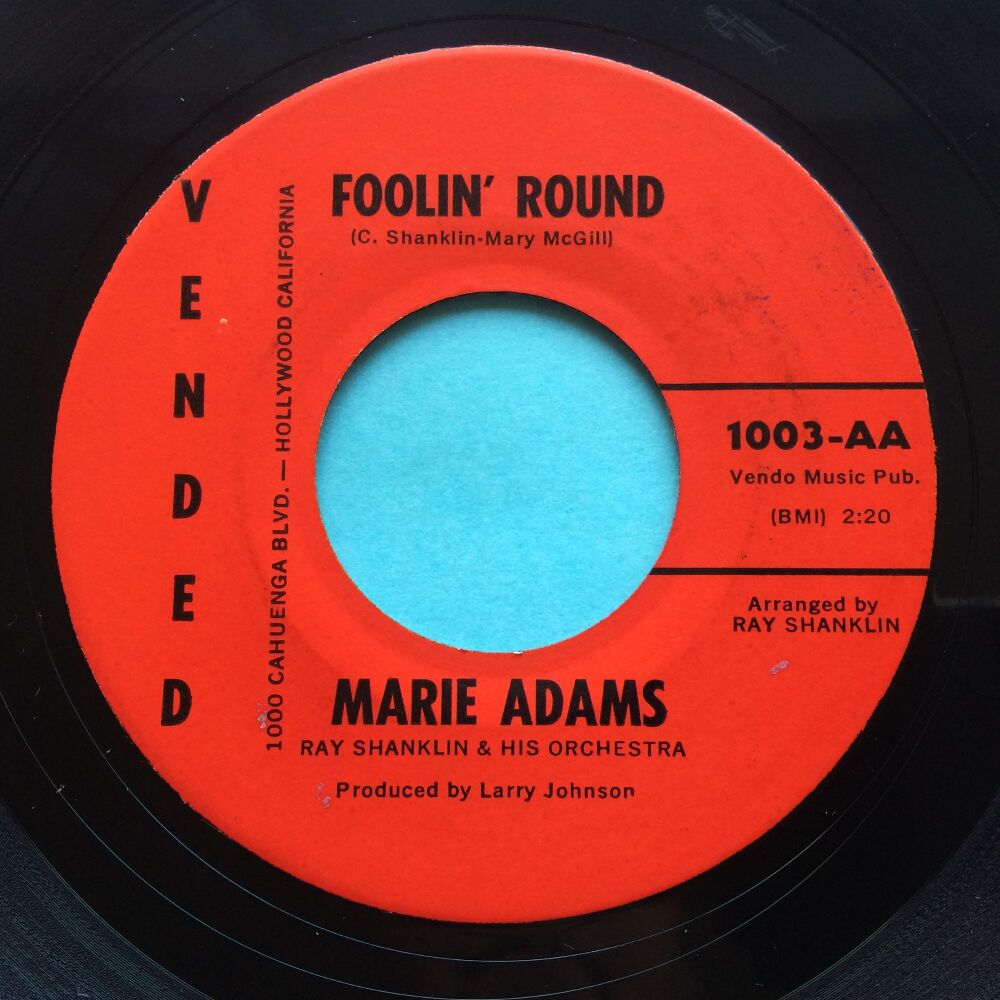 VENDED
1000 CAHUENGA BLVD. — HOLLYWOOD CALIFORNIA
FOOLIN' ROUND
(C. Shanklin-Mary McGill)
1003-AA
Vendo Music Pub.
(BMI) 2:20
Arranged by
RAY SHANKLIN
MARIE ADAMS
RAY SHANKLIN & HIS ORCHESTRA
Produced by Larry Johnson